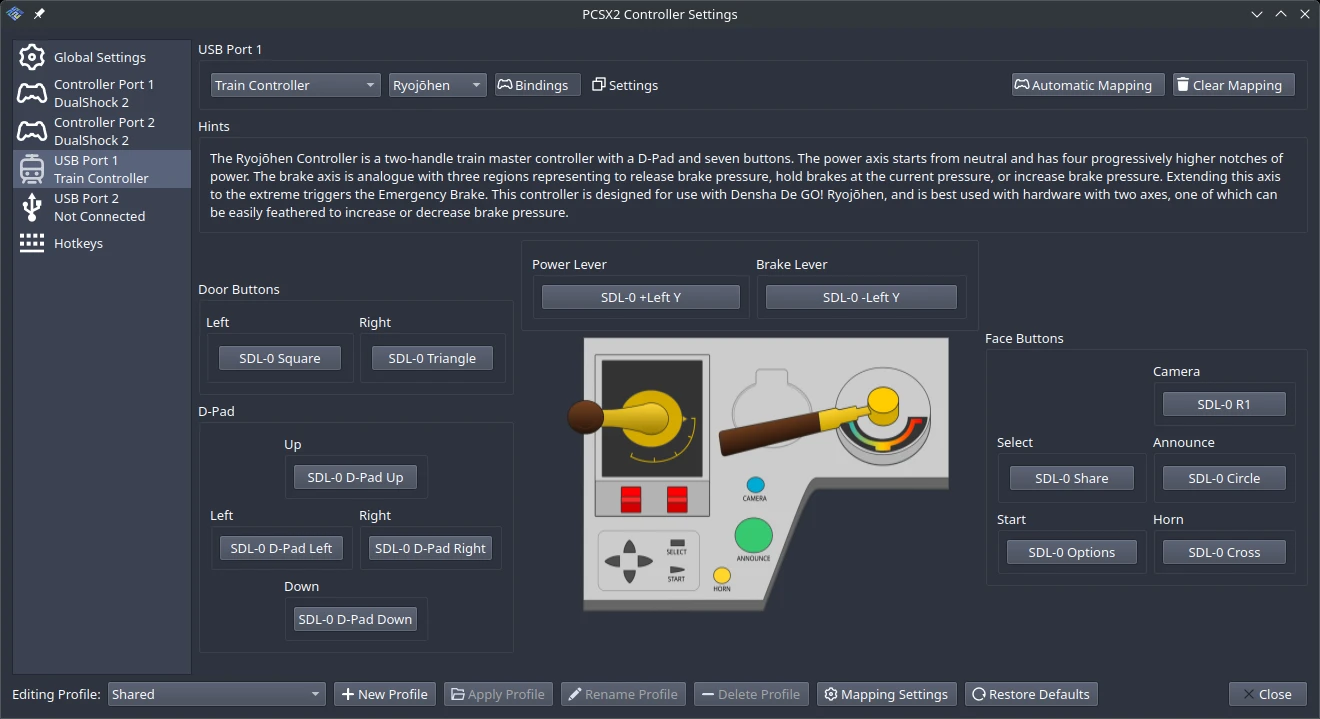 PCSX2 Controller Settings
Global Settings
Controller Port 1
DualShock 2
Controller Port 2
DualShock 2
USB Port 1
Train Controller
USB Port 2
Not Connected
Hotkeys
USB Port 1
Train Controller
Ryojōhen
Bindings
Settings
Automatic Mapping
Clear Mapping
Hints
The Ryojōhen Controller is a two-handle train master controller with a D-Pad and seven buttons. The power axis starts from neutral and has four progressively higher notches of
power. The brake axis is analogue with three regions representing to release brake pressure, hold brakes at the current pressure, or increase brake pressure. Extending this axis
to the extreme triggers the Emergency Brake. This controller is designed for use with Densha De GO! Ryojōhen, and is best used with hardware with two axes, one of which can
be easily feathered to increase or decrease brake pressure.
Door Buttons
Left
SDL-0 Square
Right
SDL-0 Triangle
D-Pad
Up
SDL-0 D-Pad Up
Left
SDL-0 D-Pad Left
Right
SDL-0 D-Pad Right
Down
SDL-0 D-Pad Down
Power Lever
SDL-0 +Left Y
Brake Lever
SDL-0 -Left Y
CAMERA
SELECT
ANNOUNCE
START
HORN
Face Buttons
Camera
SDL-0 R1
Select
SDL-0 Share
Announce
SDL-0 Circle
Start
SDL-0 Options
Horn
SDL-0 Cross
Editing Profile:
Shared
New Profile
Apply Profile
Rename Profile
Delete Profile
Mapping Settings
Restore Defaults
Close